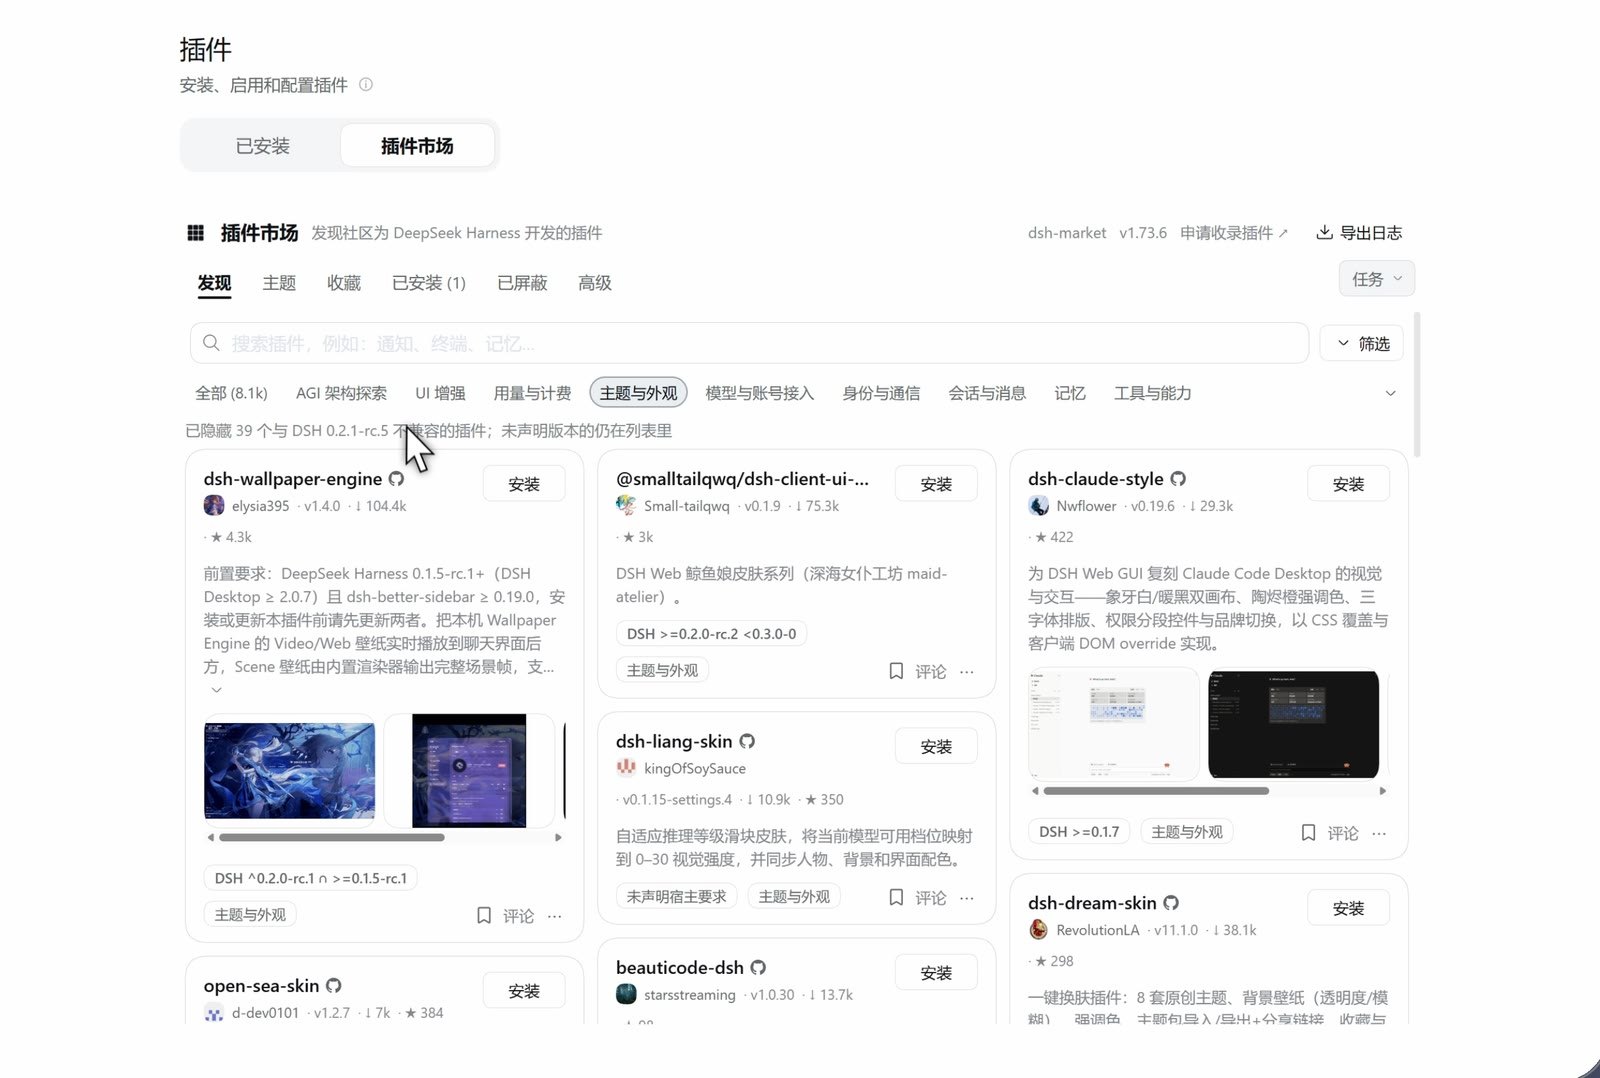 插件
安装、启用和配置插件
已安装
插件市场
插件市场 发现社区为 DeepSeek Harness 开发的插件
dsh-market v1.73.6 申请收录插件 ↗ 导出日志
发现 主题 收藏 已安装 (1) 已屏蔽 高级
任务
搜索插件，例如：通知、终端、记忆...
筛选
全部 (8.1k) AGI 架构探索 UI 增强 用量与计费 主题与外观 模型与账号接入 身份与通信 会话与消息 记忆 工具与能力
已隐藏 39 个与 DSH 0.2.1-rc.5 不兼容的插件；未声明版本的仍在列表里
dsh-wallpaper-engine
安装
elysia395 · v1.4.0 · ↓ 104.4k
· ★ 4.3k
前置要求：DeepSeek Harness 0.1.5-rc.1+（DSH
Desktop ≥ 2.0.7）且 dsh-better-sidebar ≥ 0.19.0，安
装或更新本插件前请先更新两者。把本机 Wallpaper
Engine 的 Video/Web 壁纸实时播放到聊天界面后
方，Scene 壁纸由内置渲染器输出完整场景帧，支...
DSH ^0.2.0-rc.1 ∩ >=0.1.5-rc.1
主题与外观
评论 ...
open-sea-skin
安装
d-dev0101 · v1.2.7 · ↓ 7k · ★ 384
@smalltailqwq/dsh-client-ui-...
安装
Small-tailqwq · v0.1.9 · ↓ 75.3k
· ★ 3k
DSH Web 鲸鱼娘皮肤系列（深海女仆工坊 maid-
atelier）。
DSH >=0.2.0-rc.2 <0.3.0-0
主题与外观
评论 ...
dsh-liang-skin
安装
kingOfSoySauce
· v0.1.15-settings.4 · ↓ 10.9k · ★ 350
自适应推理等级滑块皮肤，将当前模型可用档位映射
到 0–30 视觉强度，并同步人物、背景和界面配色。
未声明宿主要求 主题与外观
评论 ...
beauticode-dsh
安装
starsstreaming · v1.0.30 · ↓ 13.7k
dsh-claude-style
安装
Nwflower · v0.19.6 · ↓ 29.3k
· ★ 422
为 DSH Web GUI 复刻 Claude Code Desktop 的视觉
与交互——象牙白/暖黑双画布、陶烬橙强调色、三
字体排版、权限分段控件与品牌切换，以 CSS 覆盖与
客户端 DOM override 实现。
DSH >=0.1.7 主题与外观
评论 ...
dsh-dream-skin
安装
RevolutionLA · v11.1.0 · ↓ 38.1k
· ★ 298
一键换肤插件：8 套原创主题、背景壁纸（透明度/模
糊）、强调色、主题包导入/导出+分享链接、收藏与